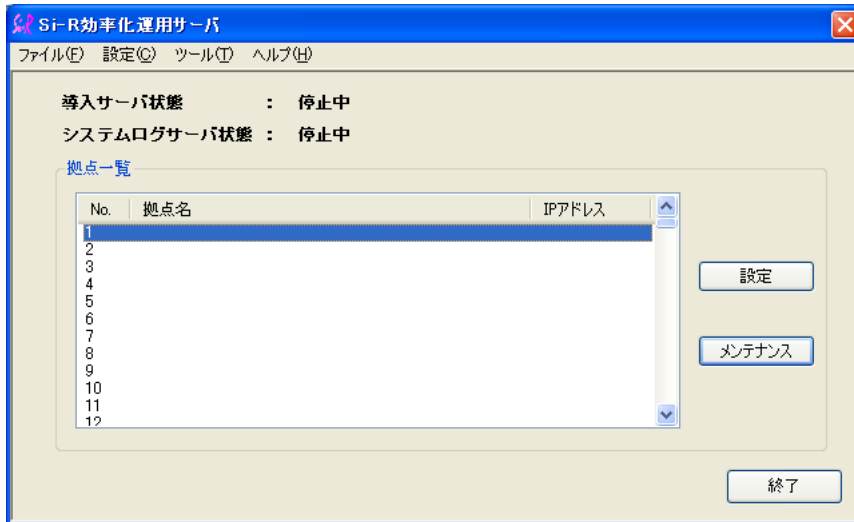 Si-R効率化運用サーバ
ファイル(F) 設定(C) ツール(T) ヘルプ(H)
導入サーバ状態 : 停止中
システムログサーバ状態 : 停止中
拠点一覧
No. 拠点名 IPアドレス
1
2
3
4
5
6
7
8
9
10
11
12
設定
メンテナンス
終了